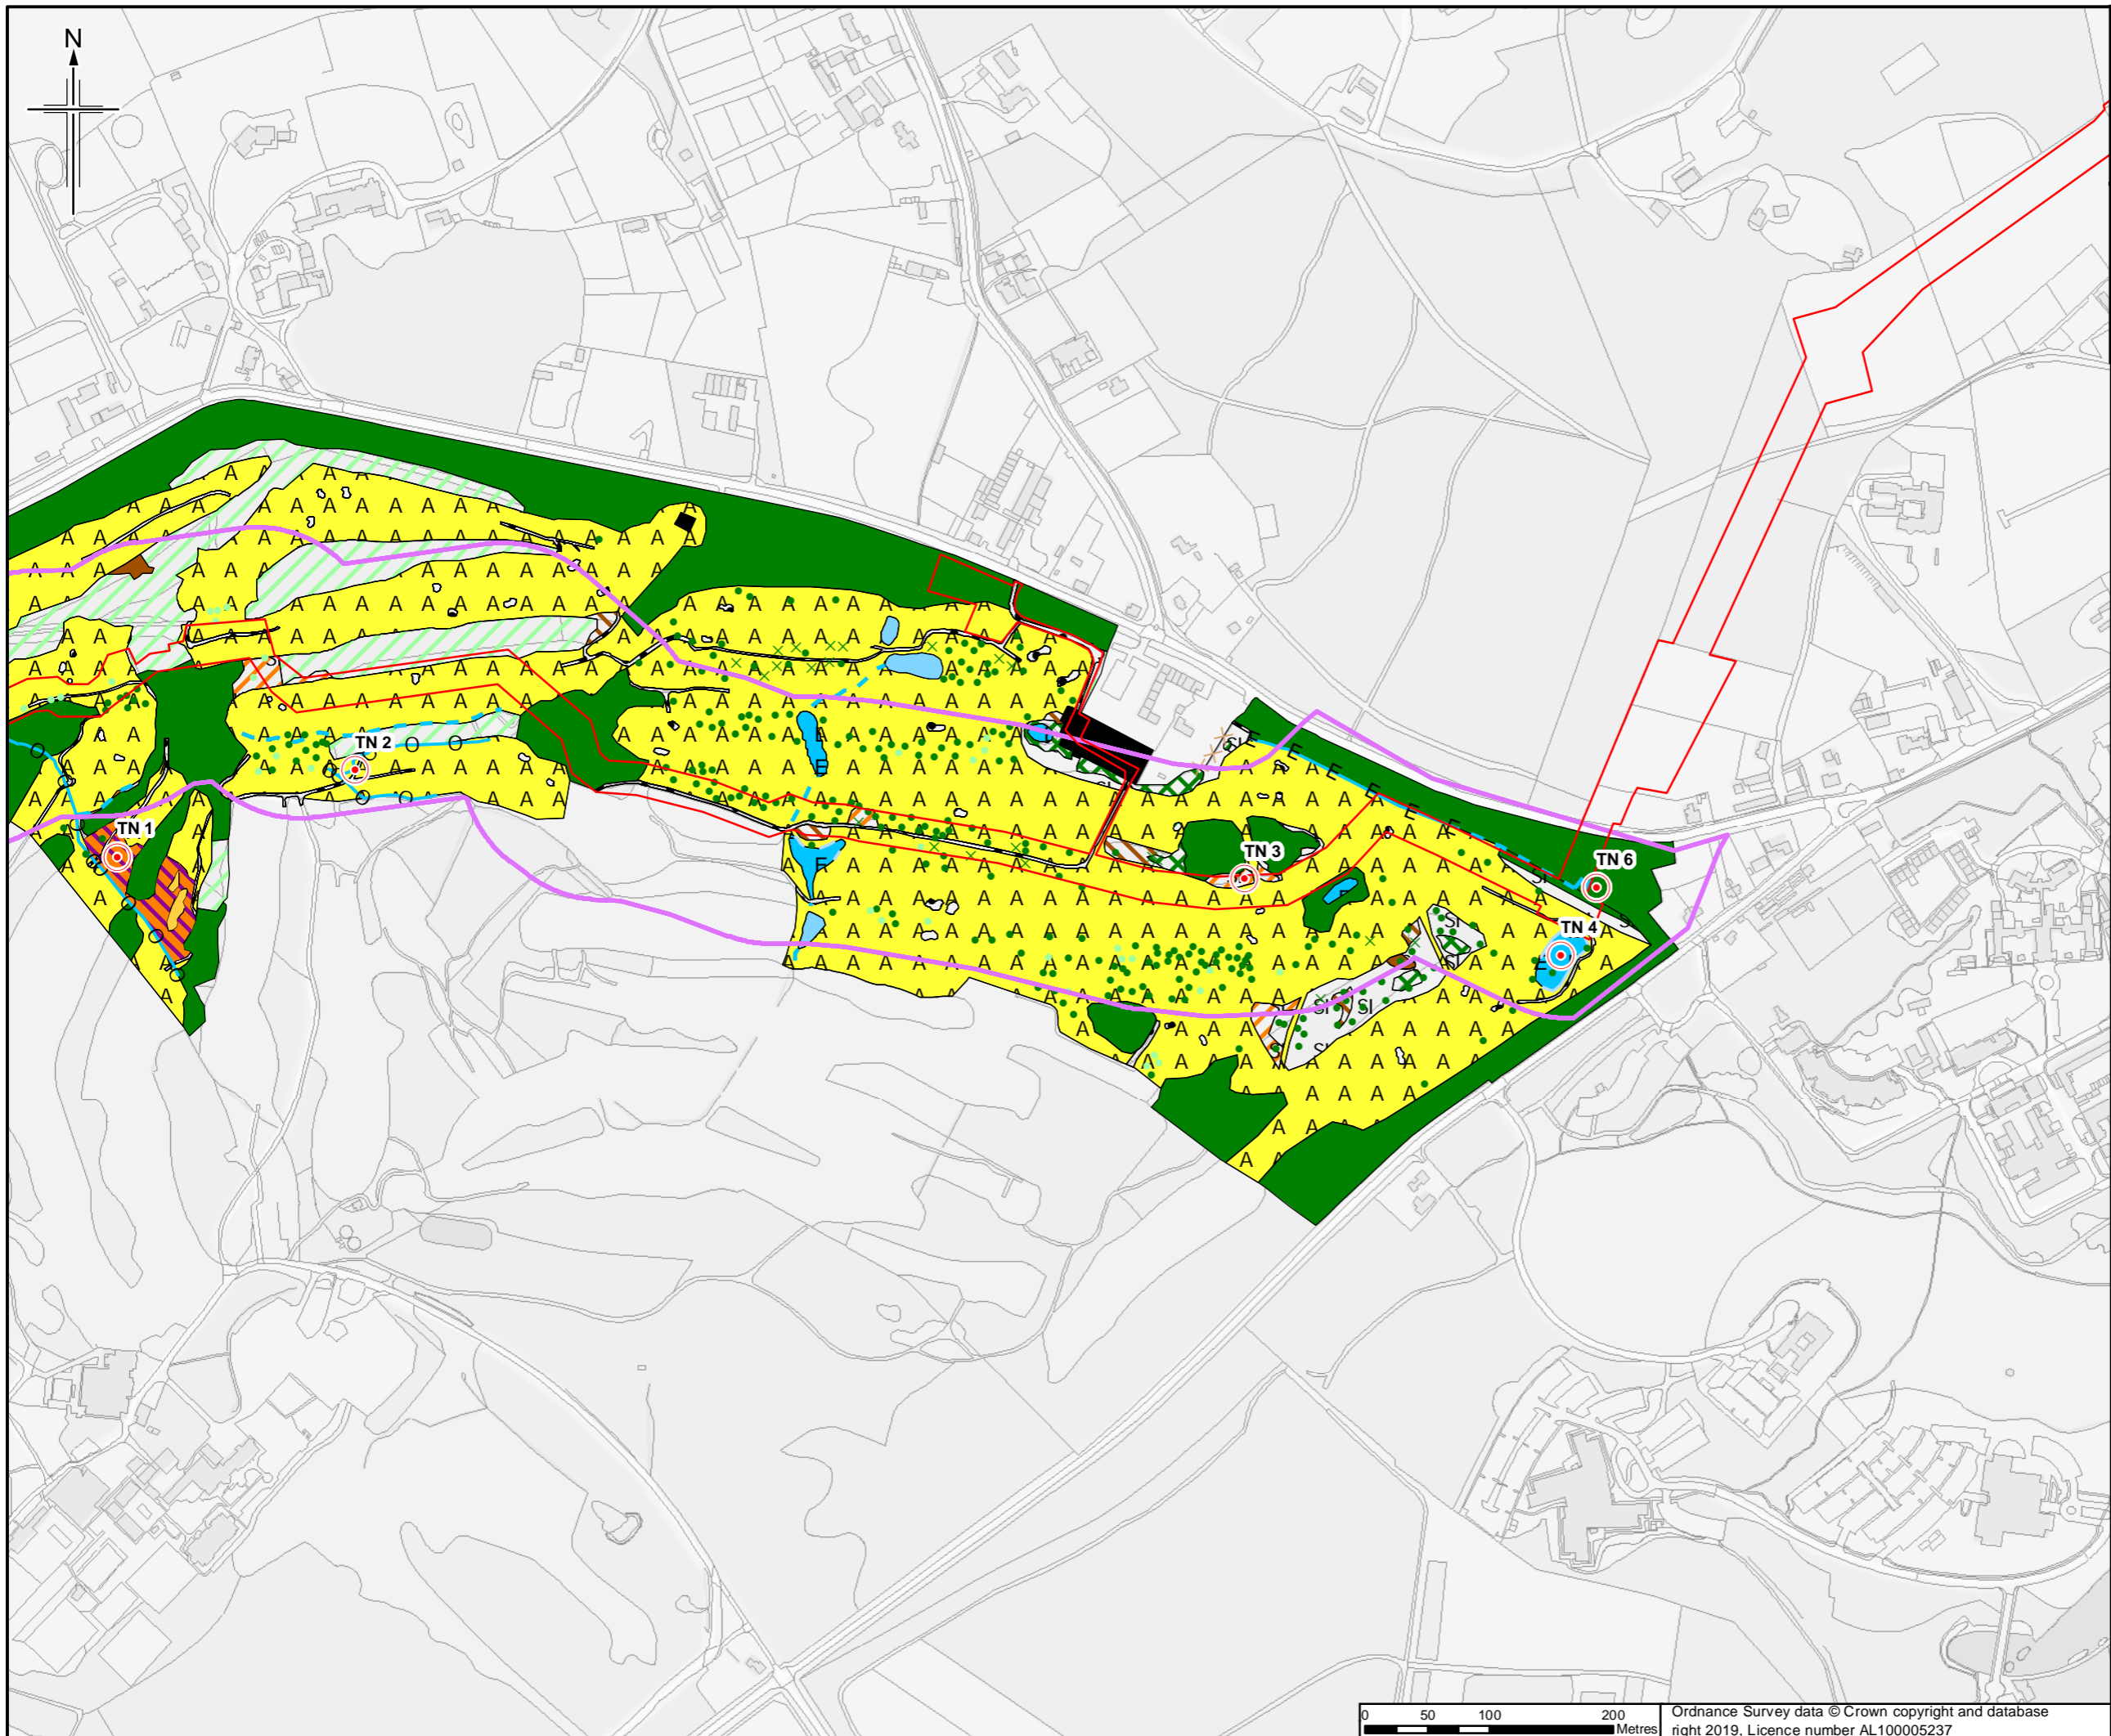 N
TN 2
TN 1
TN 3
TN 6
TN 4
0 50 100 200
Metres
Ordnance Survey data © Crown copyright and database
right 2019. Licence number AL100005237